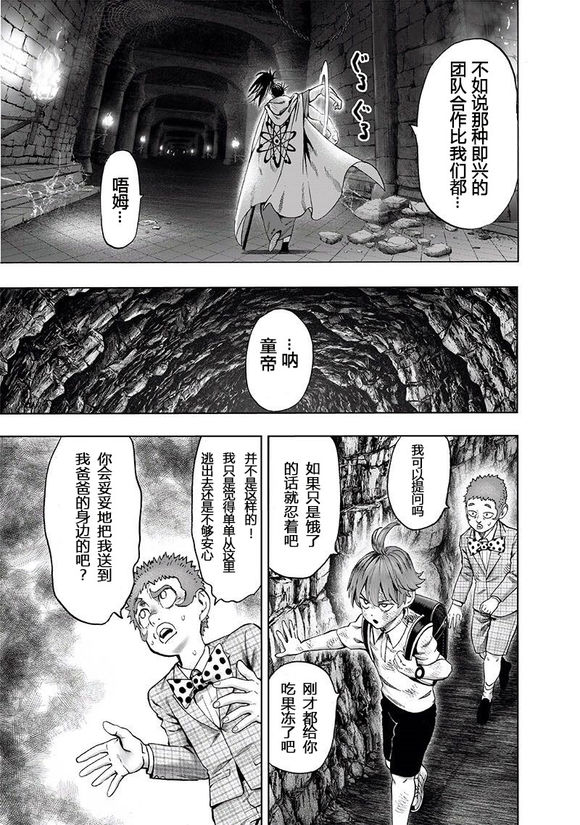 不如说那种即兴的
团队合作比我们都…
ぐる
ぐる
唔姆…
…呐
童帝
我可以提问吗
如果只是饿了
的话就忍着吧
刚才都给你
吃果冻了吧
并不是这样的！
我只是觉得单单从这里
逃出去还是不够安心
你会妥妥地把我送到
我爸爸的身边的吧？